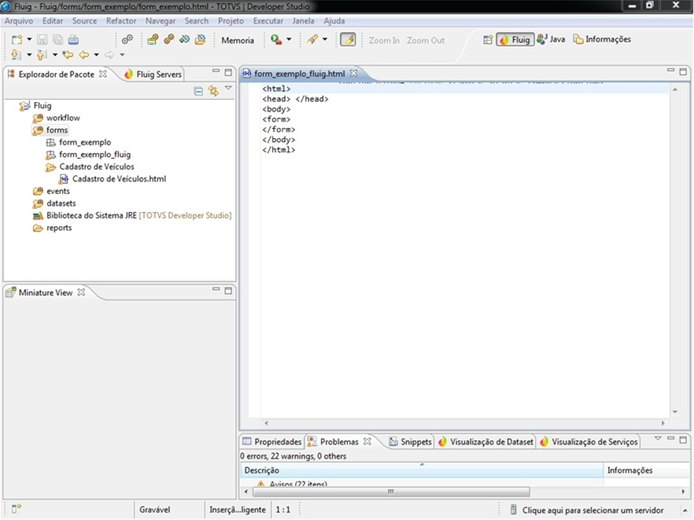 Fluig - Fluig/forms/form_exemplo/form_exemplo.html - TOTVS | Developer Studio
Arquivo Editar Source Refactor Navegar Search Projeto Executar Janela Ajuda
Memoria Zoom In Zoom Out Fluig Java Informações
Explorador de Pacote Fluig Servers
Fluig
workflow
forms
form_exemplo
form_exemplo_fluig
Cadastro de Veículos
Cadastro de Veículos.html
events
datasets
Biblioteca do Sistema JRE [TOTVS Developer Studio]
reports
Miniature View
form_exemplo_fluig.html
<html>
<head> </head>
<body>
<form>
</form>
</body>
</html>
Propriedades Problemas Snippets Visualização de Dataset Visualização de Serviços
0 errors, 22 warnings, 0 others
Descrição Informações
Avisos (22 itens)
Gravável Inserçã...ligente 1 : 1 Clique aqui para selecionar um servidor